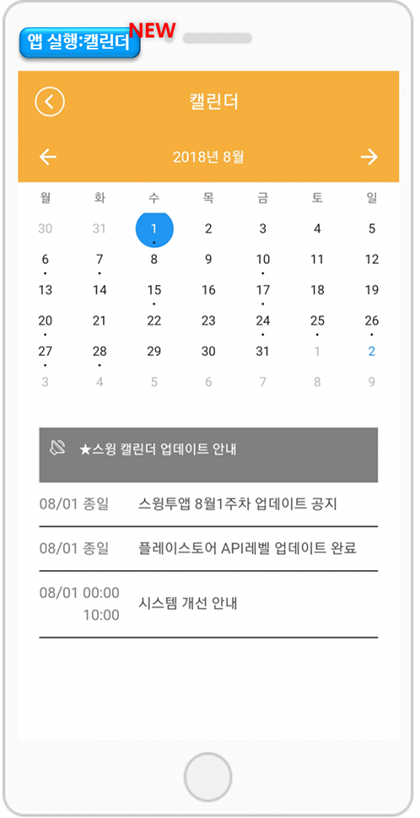 앱 실행:캘린더 NEW
캘린더
2018년 8월
월 화 수 목 금 토 일
30 31 1 2 3 4 5
6 7 8 9 10 11 12
13 14 15 16 17 18 19
20 21 22 23 24 25 26
27 28 29 30 31 1 2
3 4 5 6 7 8 9
★스윙 캘린더 업데이트 안내
08/01 종일 스윙투앱 8월1주차 업데이트 공지
08/01 종일 플레이스토어 API레벨 업데이트 완료
08/01 00:00
10:00 시스템 개선 안내